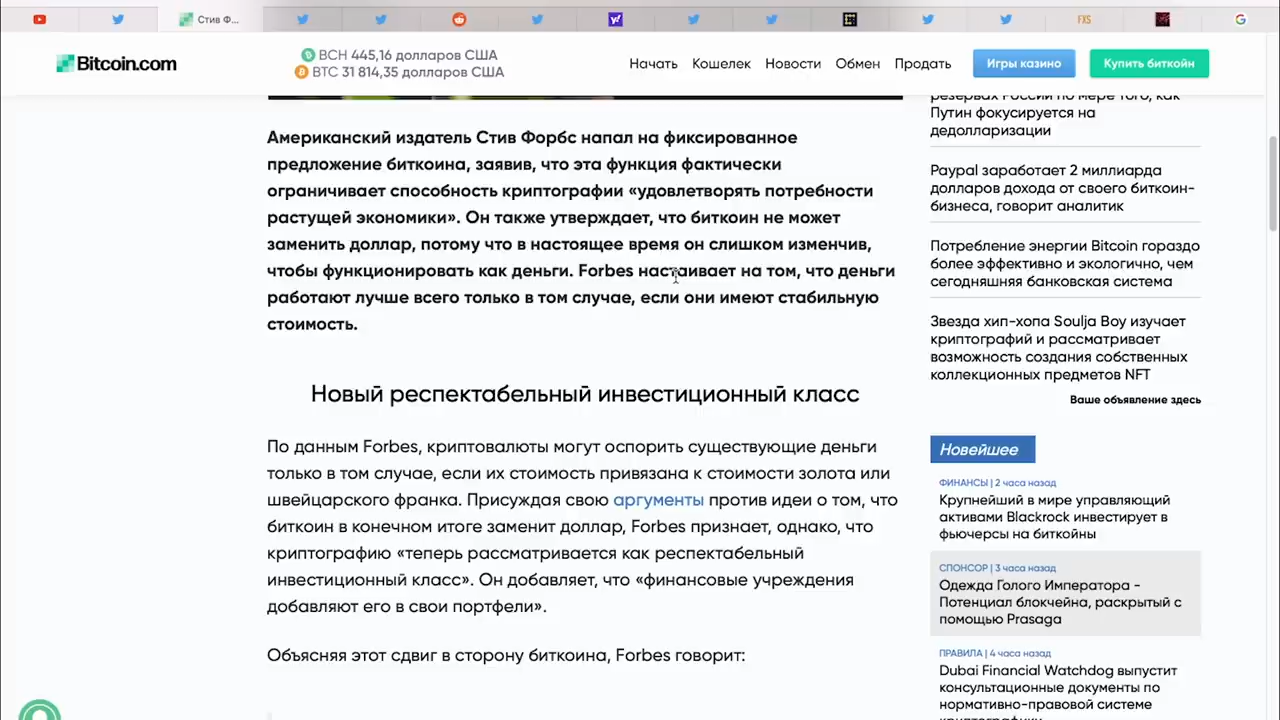 Стив Ф...
FXS
Bitcoin.com
BCH 445,16 долларов США
BTC 31 814,35 долларов США
Начать
Кошелек
Новости
Обмен
Продать
Игры казино
Купить биткойн
Американский издатель Стив Форбс напал на фиксированное
предложение биткоина, заявив, что эта функция фактически
ограничивает способность криптографии «удовлетворять потребности
растущей экономики». Он также утверждает, что биткоин не может
заменить доллар, потому что в настоящее время он слишком изменчив,
чтобы функционировать как деньги. Forbes настаивает на том, что деньги
работают лучше всего только в том случае, если они имеют стабильную
стоимость.
Новый респектабельный инвестиционный класс
По данным Forbes, криптовалюты могут оспорить существующие деньги
только в том случае, если их стоимость привязана к стоимости золота или
швейцарского франка. Присуждая свою аргументы против идеи о том, что
биткоин в конечном итоге заменит доллар, Forbes признает, однако, что
криптографию «теперь рассматривается как респектабельный
инвестиционный класс». Он добавляет, что «финансовые учреждения
добавляют его в свои портфели».
Объясняя этот сдвиг в сторону биткоина, Forbes говорит:
резервах России по мере того, как
Путин фокусируется на
дедолларизации
Paypal заработает 2 миллиарда
долларов дохода от своего биткоин-
бизнеса, говорит аналитик
Потребление энергии Bitcoin гораздо
более эффективно и экологично, чем
сегодняшняя банковская система
Звезда хип-хопа Soulja Boy изучает
криптографий и рассматривает
возможность создания собственных
коллекционных предметов NFT
Ваше объявление здесь
Новейшее
ФИНАНСЫ | 2 часа назад
Крупнейший в мире управляющий
активами Blackrock инвестирует в
фьючерсы на биткойны
СПОНСОР | 3 часа назад
Одежда Голого Императора -
Потенциал блокчейна, раскрытый с
помощью Prasaga
ПРАВИЛА | 4 часа назад
Dubai Financial Watchdog выпустит
консультационные документы по
нормативно-правовой системе
криптографики